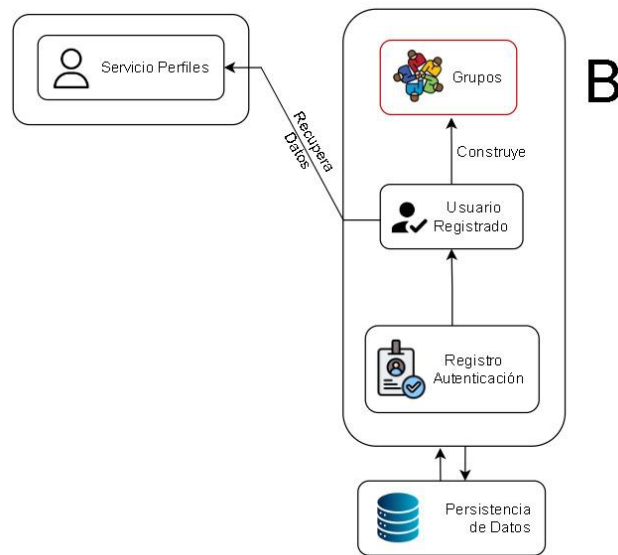 Servicio Perfiles
Grupos
B
Recupera
Datos
Construye
Usuario
Registrado
Registro
Autenticación
Persistencia
de Datos